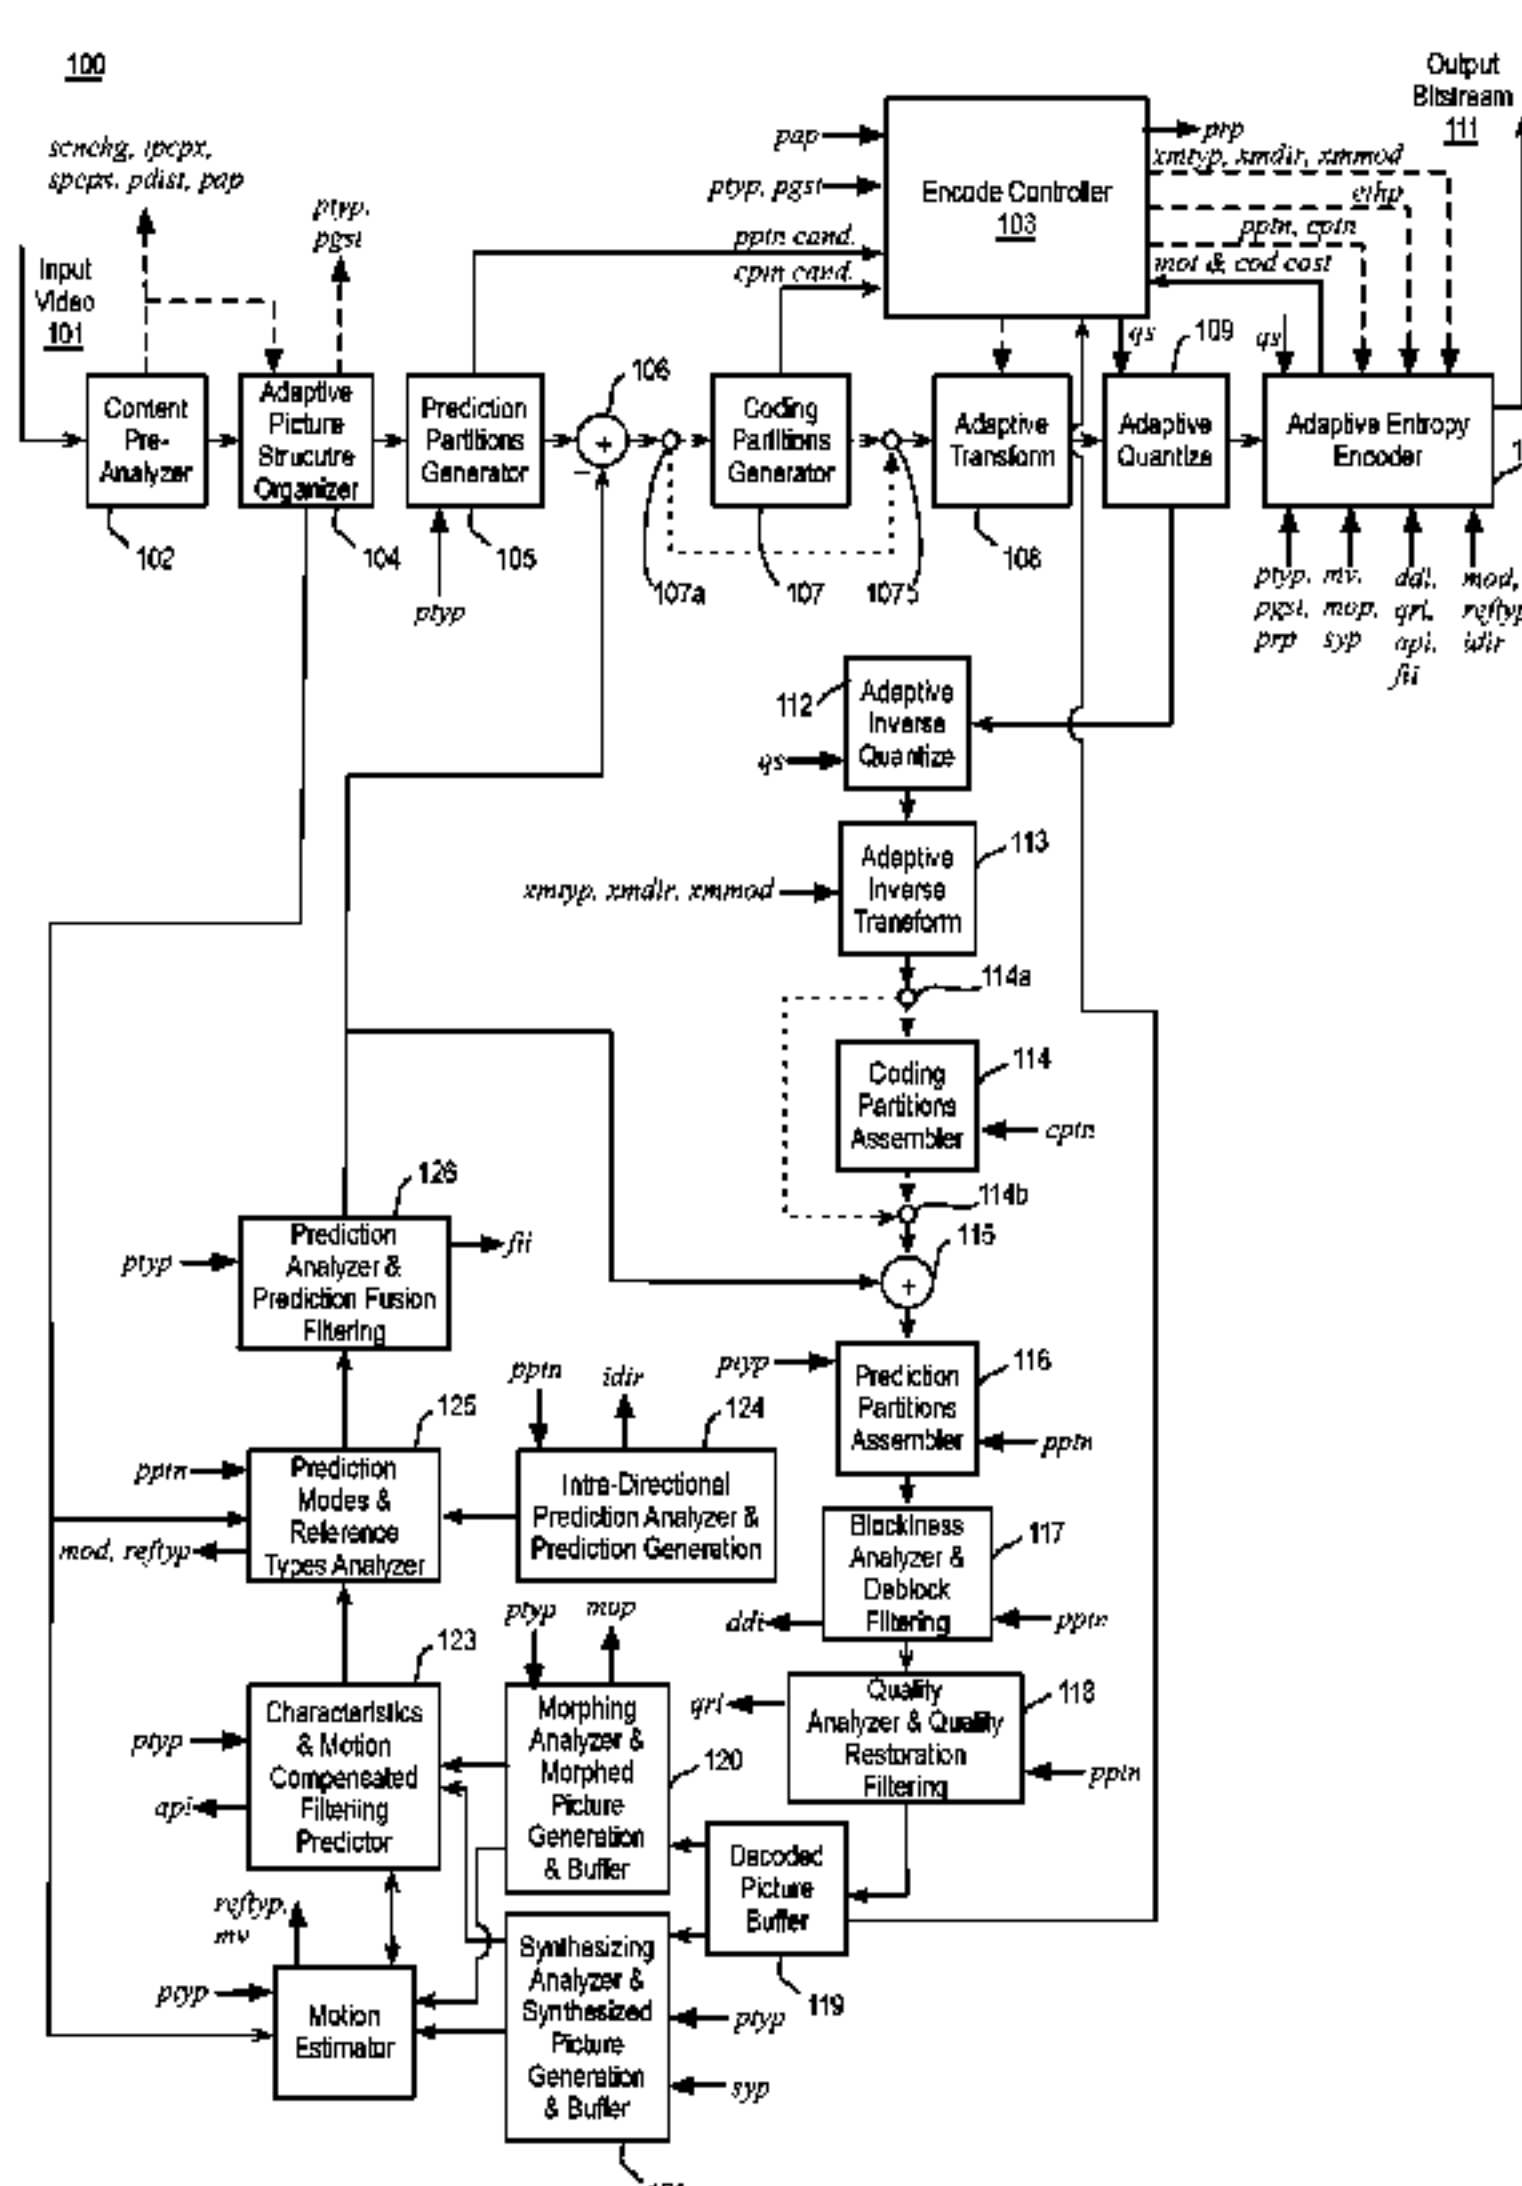 100
Output
Bitstream
111
scnchg, tpcpx,
spcpx, pdist, pap
ptyp,
pgst
Input
Video
101
pap
ptyp, pgst
pptn cand.
cptn cand.
Encode Controller
103
prp
xmtyp, xmdir, xmmod
ethp
pptn, cptn
mot & cod cost
qs
109
qs
106
Content
Pre-
Analyzer
102
Adaptive
Picture
Strucutre
Organizer
104
Prediction
Partitions
Generator
105
ptyp
+
−
107a
Coding
Partitions
Generator
107
107b
Adaptive
Transform
108
Adaptive
Quantize
Adaptive Entropy
Encoder
ptyp, mv, ddi, mod,
pgst, mop, qri, reftyp
prp syp api, idir
fii
112
Adaptive
Inverse
Quantize
qs
113
Adaptive
Inverse
Transform
xmtyp, xmdir, xmmod
114a
114
Coding
Partitions
Assembler
cptn
114b
115
+
126
Prediction
Analyzer &
Prediction Fusion
Filtering
ptyp
fii
ptyp
116
Prediction
Partitions
Assembler
pptn
pptn
idir
124
Intra-Directional
Prediction Analyzer &
Prediction Generation
125
Prediction
Modes &
Reference
Types Analyzer
pptn
mod, reftyp
117
Blockiness
Analyzer &
Deblock
Filtering
ddi
pptn
ptyp
mop
123
Characteristics
& Motion
Compensated
Filtering
Predictor
ptyp
api
Morphing
Analyzer &
Morphed
Picture
Generation
& Buffer
120
118
Quality
Analyzer & Quality
Restoration
Filtering
qri
pptn
Decoded
Picture
Buffer
119
reftyp,
mv
ptyp
Motion
Estimator
Synthesizing
Analyzer &
Synthesized
Picture
Generation
& Buffer
ptyp
syp